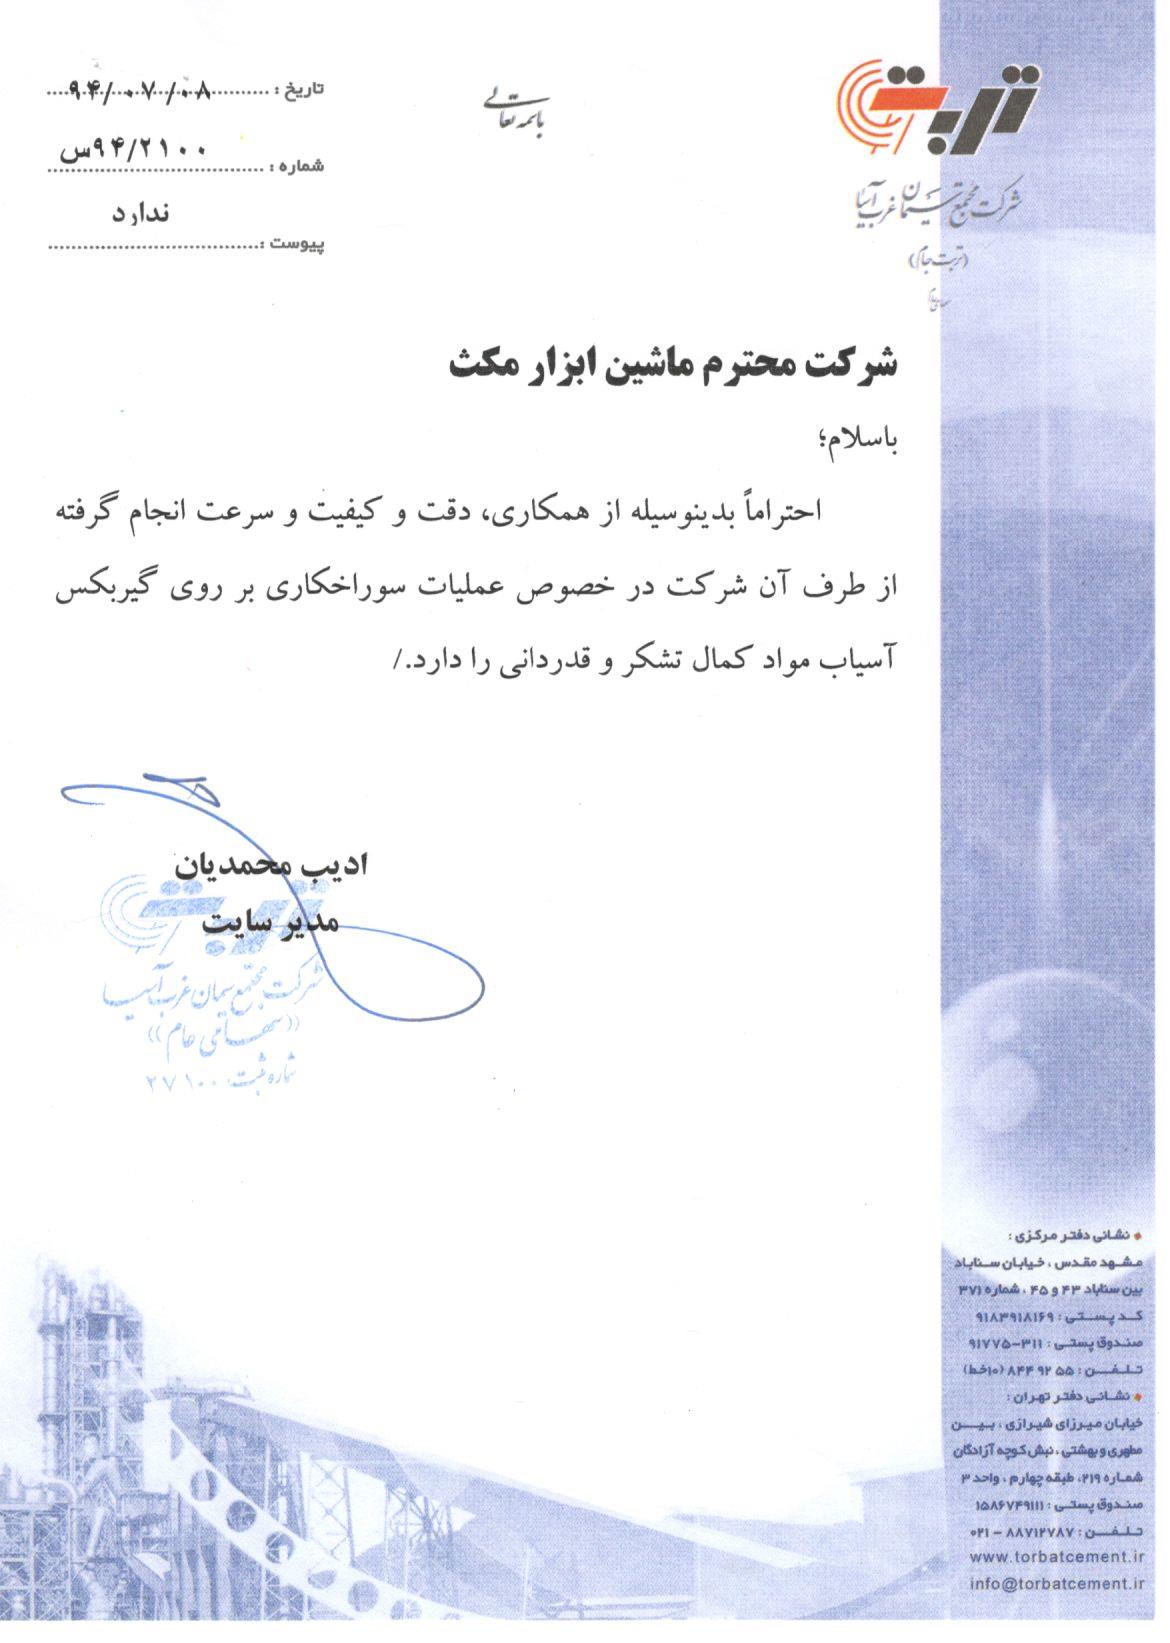 باسمه تعالی
تربت
شرکت مجتمع سیمان غرب آسیا
(تربت جام)
سهامی عام
تاریخ : ۹۴/۰۷/۰۸
شماره : ۹۴/۲۱۰۰س
ندارد
پیوست :
شرکت محترم ماشین ابزار مکث
باسلام؛
احتراماً بدینوسیله از همکاری، دقت و کیفیت و سرعت انجام گرفته
از طرف آن شرکت در خصوص عملیات سوراخکاری بر روی گیربکس
آسیاب مواد کمال تشکر و قدردانی را دارد./
ادیب محمدیان
مدیر سایت
تربت
شرکت مجتمع سیمان غرب آسیا
((سهامی عام))
شماره ثبت: ۲۷۱۰۰
نشانی دفتر مرکزی :
مشهد مقدس ، خیابان سناباد
بین سناباد ۴۳ و ۴۵ ، شماره ۳۷۱
کد پستی : ۹۱۸۳۹۱۸۱۶۹
صندوق پستی : ۳۱۱-۹۱۷۷۵
تلفن : ۵۵ ۹۲ ۸۴۴ (۱۰خط)
نشانی دفتر تهران :
خیابان میرزای شیرازی ، بین
مطهری و بهشتی ، نبش کوچه آزادگان
شماره ۲۱۹، طبقه چهارم ، واحد ۳
صندوق پستی : ۱۵۸۶۷۴۹۱۱۱
تلفن : ۸۸۷۱۲۷۸۷ – ۰۲۱
www.torbatcement.ir
info@torbatcement.ir